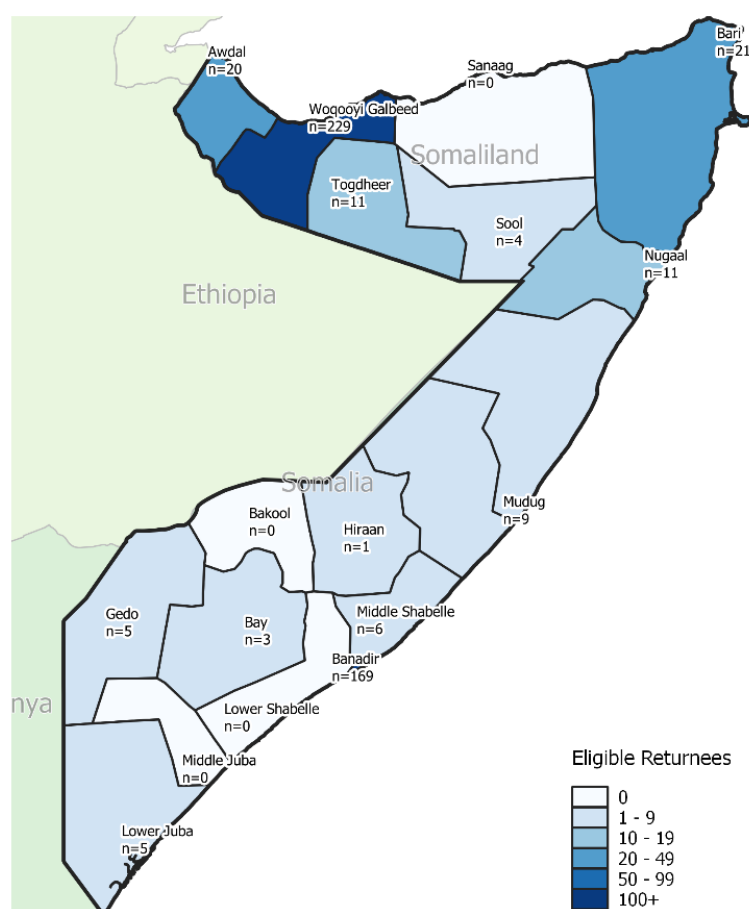 Bari
n=21
Awdal
n=20
Sanaag
n=0
Woqooyi Galbeed
n=229
Somaliland
Togdheer
n=11
Sool
n=4
Nugaal
n=11
Ethiopia
Somalia
Mudug
n=9
Bakool
n=0
Hiraan
n=1
Gedo
n=5
Bay
n=3
Middle Shabelle
n=6
Banadir
n=169
nya
Lower Shabelle
n=0
Middle Juba
n=0
Lower Juba
n=5
Eligible Returnees
0
1 - 9
10 - 19
20 - 49
50 - 99
100+